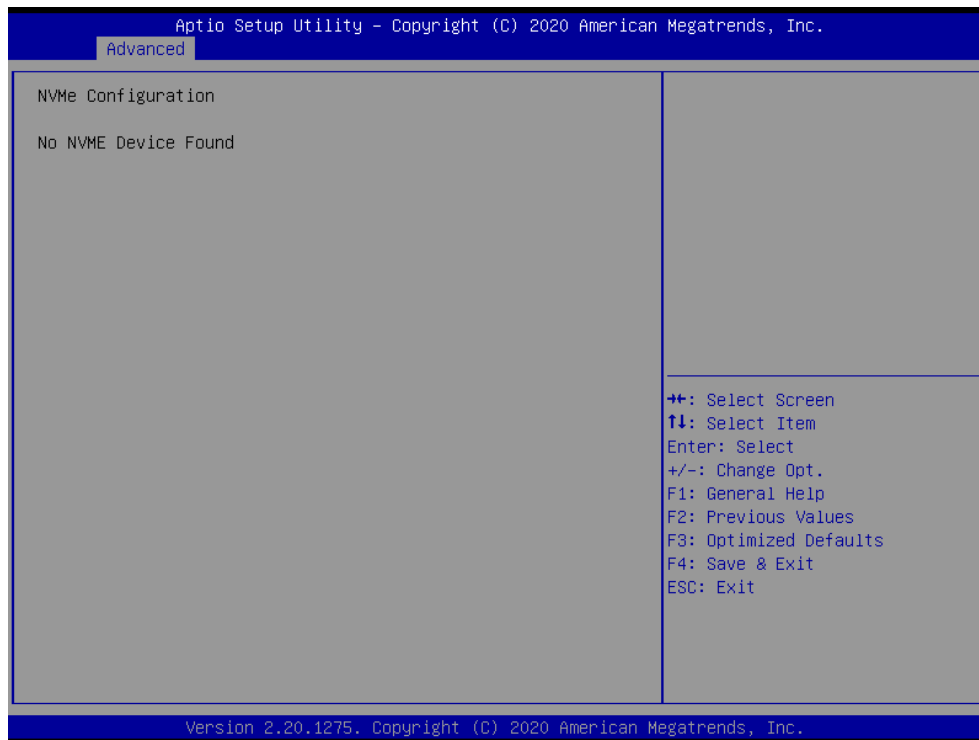 Aptio Setup Utility – Copyright (C) 2020 American Megatrends, Inc.
Advanced
NVMe Configuration
No NVME Device Found
→←: Select Screen
↑↓: Select Item
Enter: Select
+/-: Change Opt.
F1: General Help
F2: Previous Values
F3: Optimized Defaults
F4: Save & Exit
ESC: Exit
Version 2.20.1275. Copyright (C) 2020 American Megatrends, Inc.